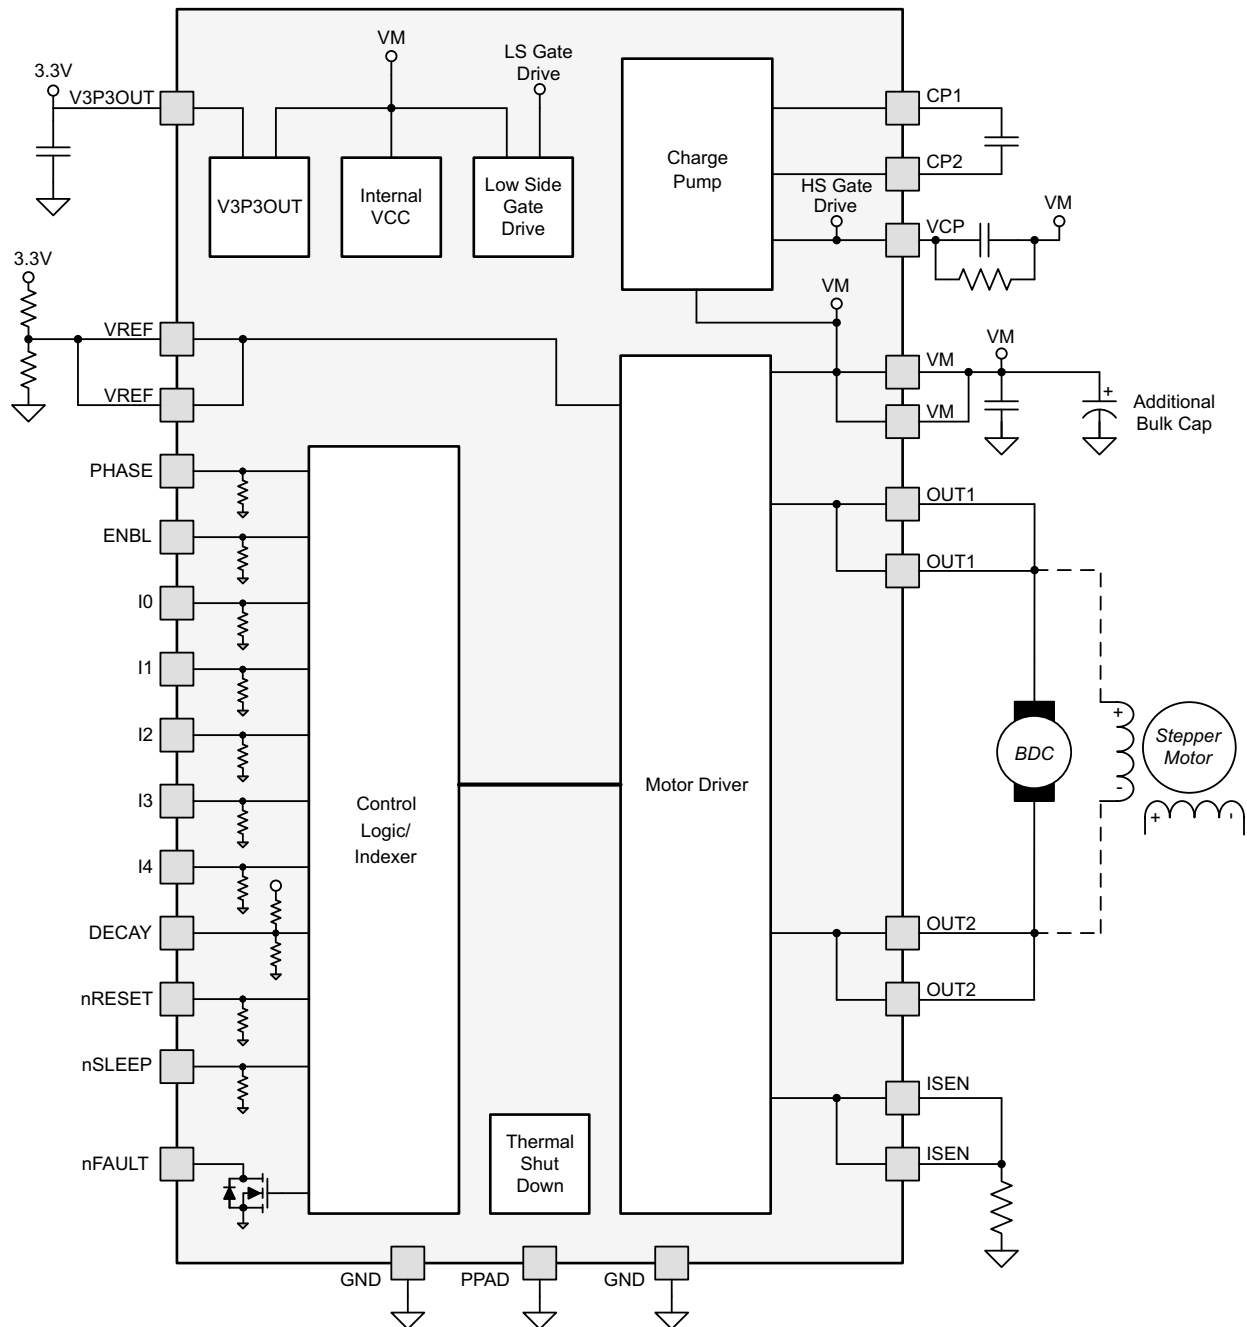 VM
LS Gate
Drive
3.3V
V3P3OUT
CP1
Charge
Pump
CP2
V3P3OUT
Internal
VCC
Low Side
Gate
Drive
HS Gate
Drive
VM
VCP
3.3V
VM
VREF
VM
VM
VREF
VM
+
Additional
Bulk Cap
PHASE
OUT1
ENBL
OUT1
I0
I1
+
I2
BDC
Stepper
Motor
Motor Driver
-
I3
Control
Logic/
Indexer
+
-
I4
DECAY
OUT2
nRESET
OUT2
nSLEEP
ISEN
Thermal
Shut
Down
nFAULT
ISEN
GND
PPAD
GND